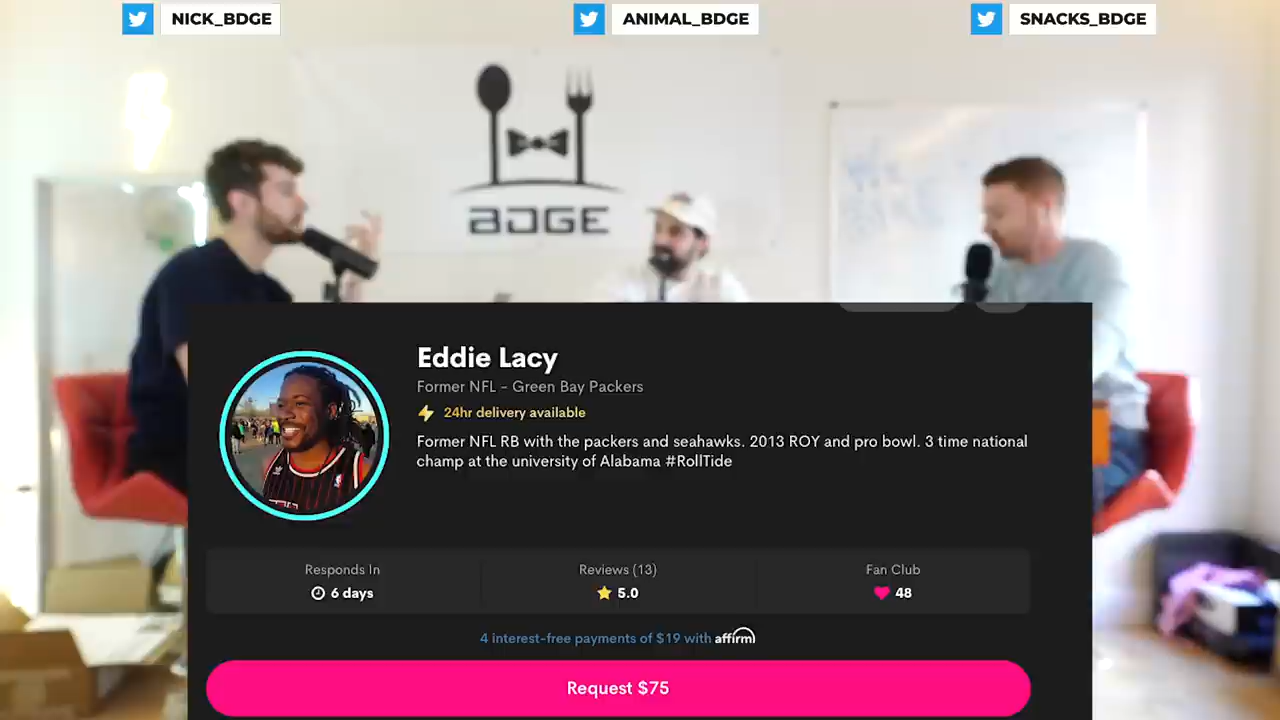 NICK_BDGE
ANIMAL_BDGE
SNACKS_BDGE
BDGE
Eddie Lacy
Former NFL - Green Bay Packers
24hr delivery available
Former NFL RB with the packers and seahawks. 2013 ROY and pro bowl. 3 time national
champ at the university of Alabama #RollTide
Responds In
Reviews (13)
Fan Club
6 days
5.0
48
4 interest-free payments of $19 with affirm
Request $75